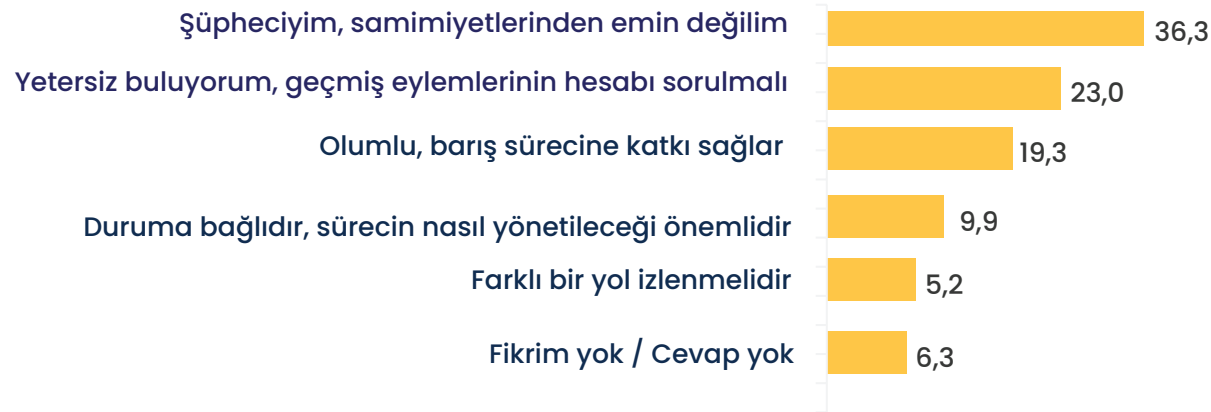 Şüpheciyim, samimiyetlerinden emin değilim 36,3
Yetersiz buluyorum, geçmiş eylemlerinin hesabı sorulmalı 23,0
Olumlu, barış sürecine katkı sağlar 19,3
Duruma bağlıdır, sürecin nasıl yönetileceği önemlidir 9,9
Farklı bir yol izlenmelidir 5,2
Fikrim yok / Cevap yok 6,3